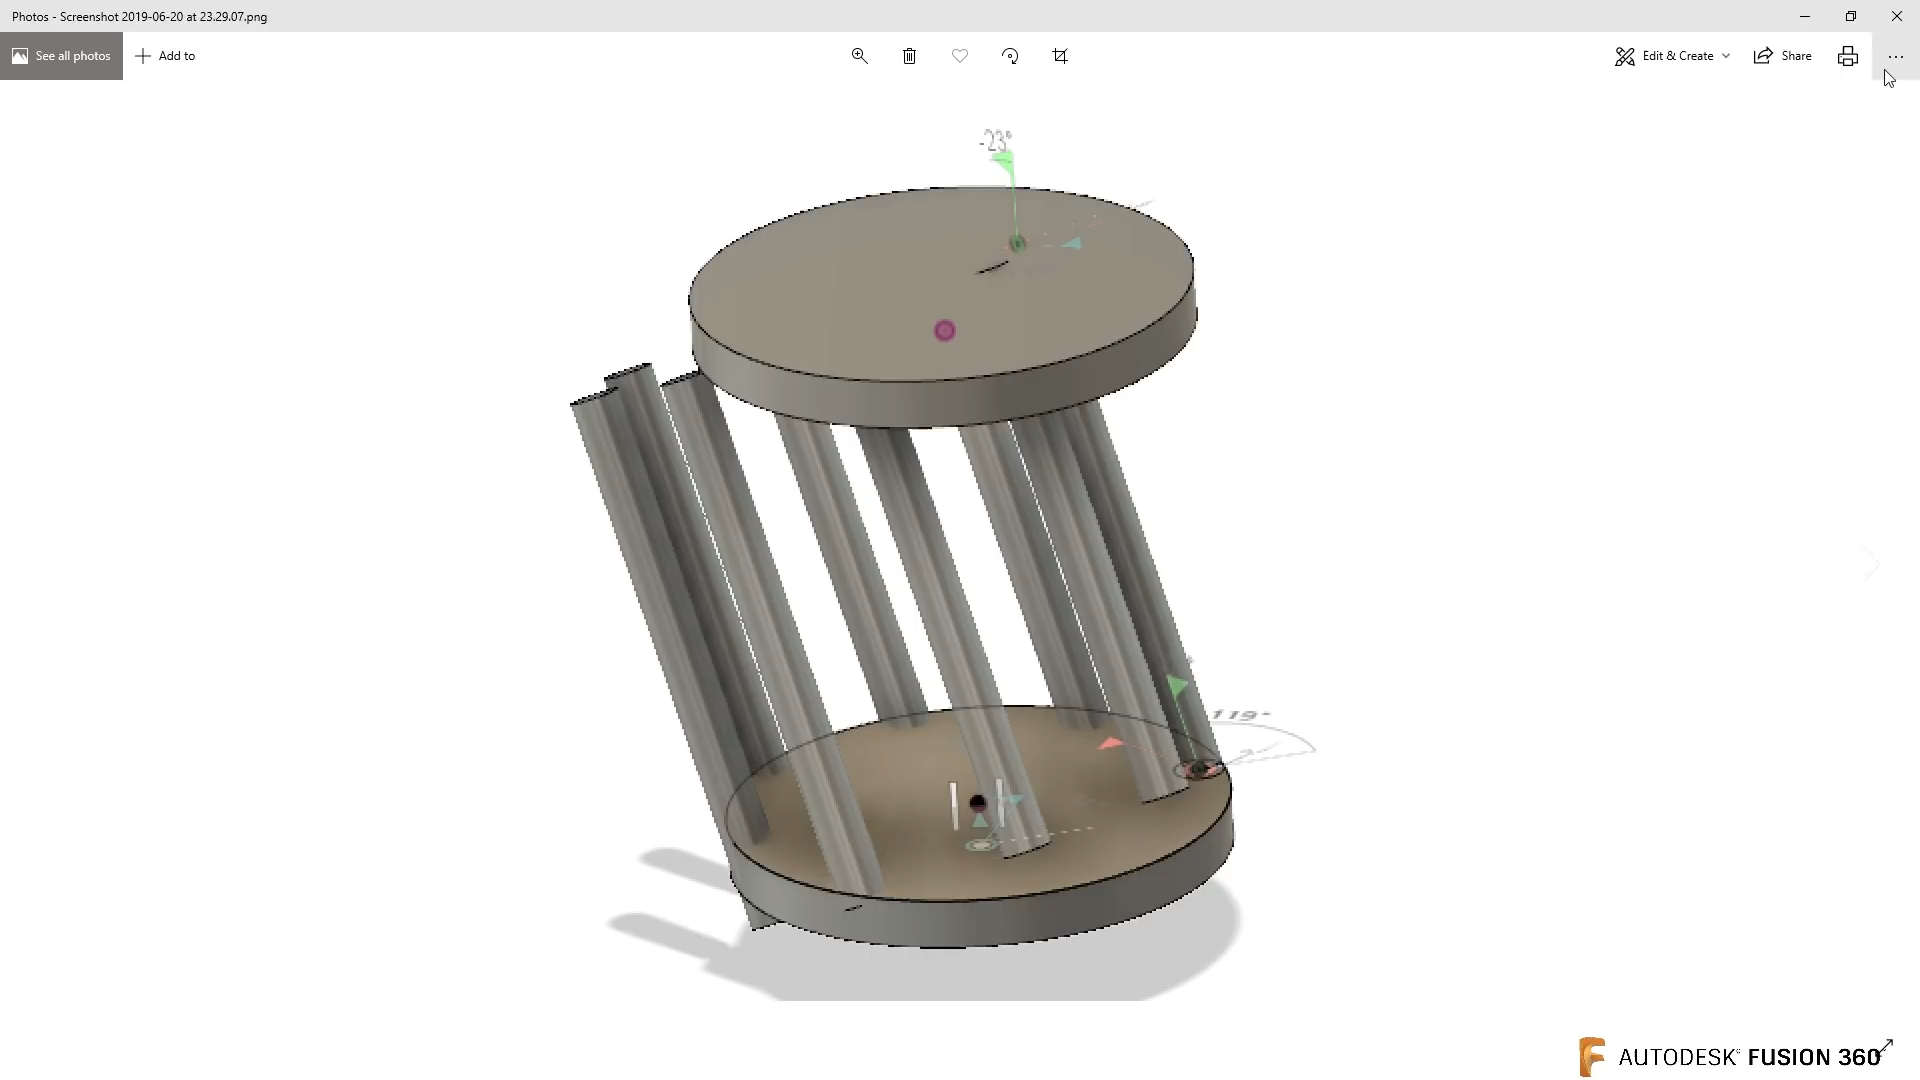 Photos - Screenshot 2019-06-20 at 23.29.07.png
See all photos
Add to
Edit & Create
Share
-23°
119°
AUTODESK® FUSION 360